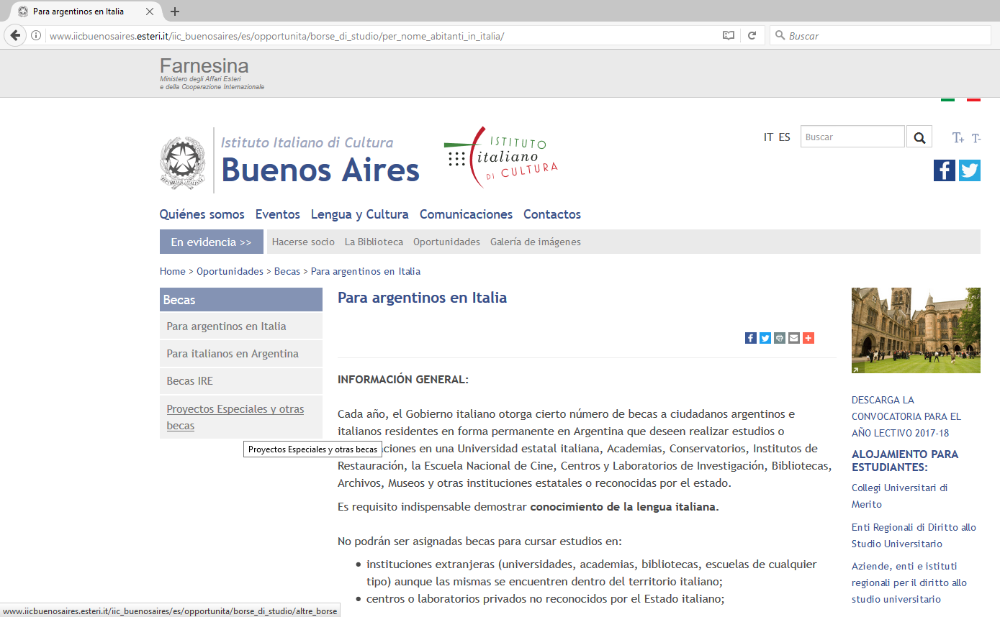 Para argentinos en Italia
www.iicbuenosaires.esteri.it/iic_buenosaires/es/opportunita/borse_di_studio/per_nome_abitanti_in_italia/
Buscar
Farnesina
Ministero degli Affari Esteri
e della Cooperazione Internazionale
Istituto Italiano di Cultura
Buenos Aires
ISTITUTO
italiano
DI CULTURA
IT ES
Buscar
T+ T-
Quiénes somos Eventos Lengua y Cultura Comunicaciones Contactos
En evidencia >> Hacerse socio La Biblioteca Oportunidades Galería de imágenes
Home > Oportunidades > Becas > Para argentinos en Italia
Becas
Para argentinos en Italia
Para italianos en Argentina
Becas IRE
Proyectos Especiales y otras
becas
Proyectos Especiales y otras becas
Para argentinos en Italia
INFORMACIÓN GENERAL:
Cada año, el Gobierno italiano otorga cierto número de becas a ciudadanos argentinos e
italianos residentes en forma permanente en Argentina que deseen realizar estudios o
aciones en una Universidad estatal italiana, Academias, Conservatorios, Institutos de
Restauración, la Escuela Nacional de Cine, Centros y Laboratorios de Investigación, Bibliotecas,
Archivos, Museos y otras instituciones estatales o reconocidas por el estado.
Es requisito indispensable demostrar conocimiento de la lengua italiana.
No podrán ser asignadas becas para cursar estudios en:
• instituciones extranjeras (universidades, academias, bibliotecas, escuelas de cualquier
tipo) aunque las mismas se encuentren dentro del territorio italiano;
• centros o laboratorios privados no reconocidos por el Estado italiano;
DESCARGA LA
CONVOCATORIA PARA EL
AÑO LECTIVO 2017-18
ALOJAMIENTO PARA
ESTUDIANTES:
Collegi Universitari di
Merito
Enti Regionali di Diritto allo
Studio Universitario
Aziende, enti e istituti
regionali per il diritto allo
studio universitario
www.iicbuenosaires.esteri.it/iic_buenosaires/es/opportunita/borse_di_studio/altre_borse